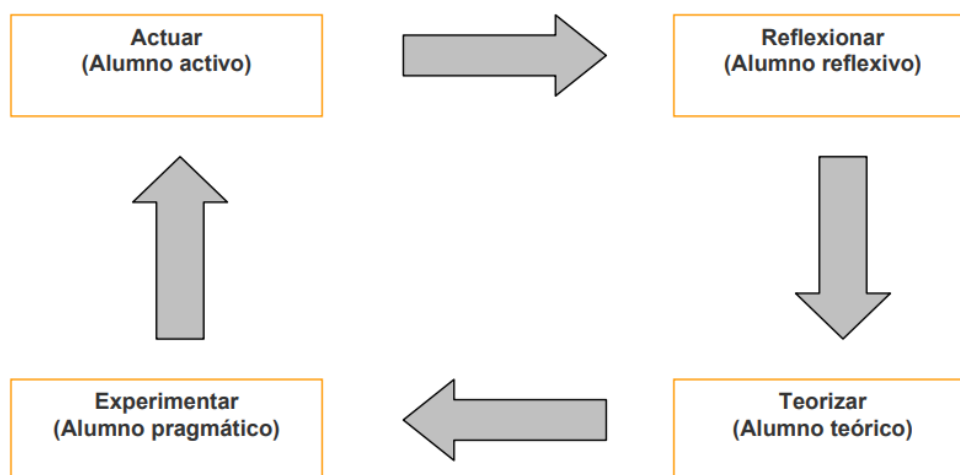 Actuar
(Alumno activo)
Reflexionar
(Alumno reflexivo)
Experimentar
(Alumno pragmático)
Teorizar
(Alumno teórico)